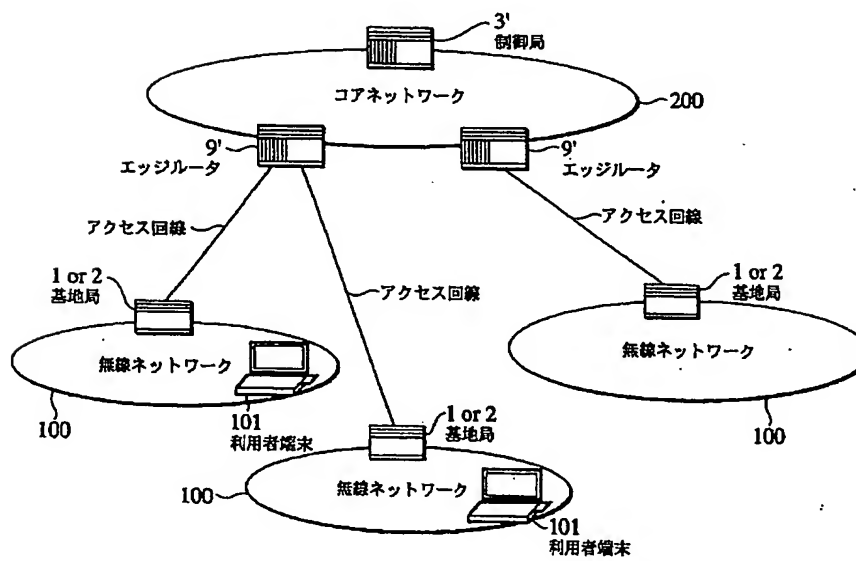 3'
制御局
コアネットワーク
200
9'
エッジルータ
9'
エッジルータ
アクセス回線
アクセス回線
アクセス回線
1 or 2
基地局
1 or 2
基地局
無線ネットワーク
無線ネットワーク
100
101
利用者端末
1 or 2
基地局
100
100
無線ネットワーク
101
利用者端末